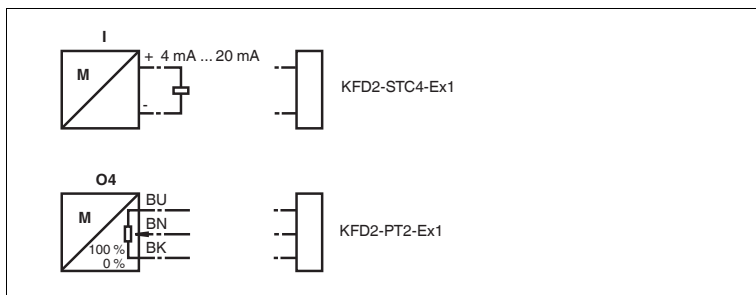 I
M
+ 4 mA ... 20 mA
-
KFD2-STC4-Ex1
O4
M
BU
BN
BK
100 %
0 %
KFD2-PT2-Ex1